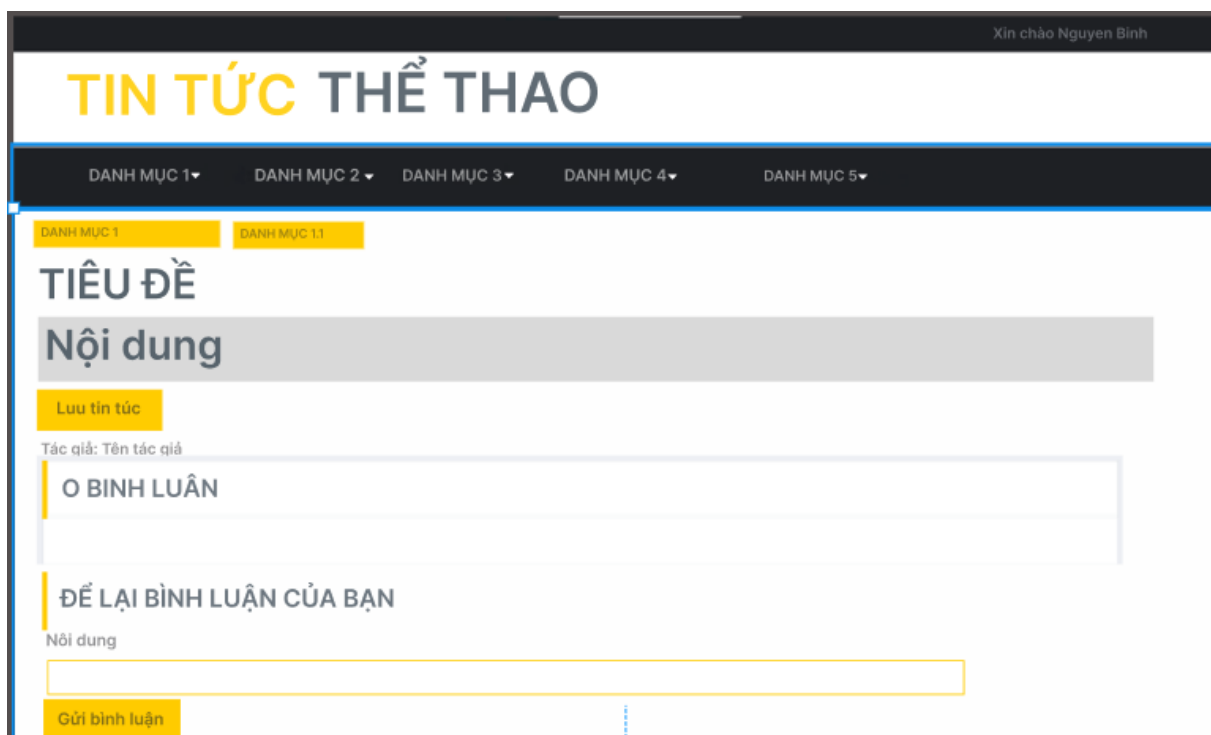 Xin chào Nguyen Binh
TIN TỨC THỂ THAO
DANH MỤC 1 DANH MỤC 2 DANH MỤC 3 DANH MỤC 4 DANH MỤC 5
DANH MỤC 1 DANH MỤC 1.1
TIÊU ĐỀ
Nội dung
Luu tin túc
Tác giả: Tên tác giả
O BINH LUÂN
ĐỂ LẠI BÌNH LUẬN CỦA BẠN
Nôi dung
Gửi bình luận